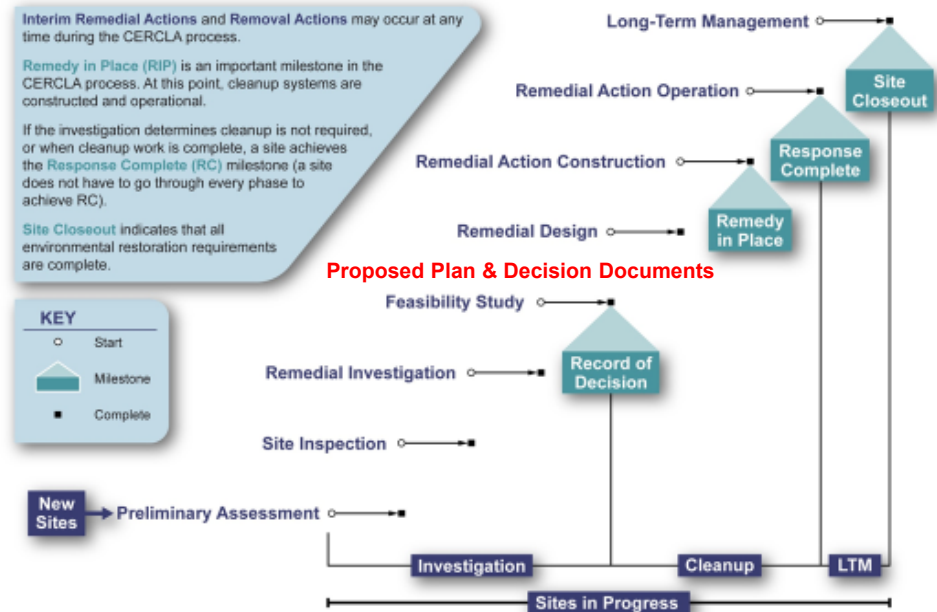 Interim Remedial Actions and Removal Actions may occur at any
time during the CERCLA process.
Remedy in Place (RIP) is an important milestone in the
CERCLA process. At this point, cleanup systems are
constructed and operational.
If the investigation determines cleanup is not required,
or when cleanup work is complete, a site achieves
the Response Complete (RC) milestone (a site
does not have to go through every phase to
achieve RC).
Site Closeout indicates that all
environmental restoration requirements
are complete.
Long-Term Management
Site
Closeout
Remedial Action Operation
Response
Complete
Remedial Action Construction
Remedy
in Place
Remedial Design
Proposed Plan & Decision Documents
Feasibility Study
Record of
Decision
Remedial Investigation
Site Inspection
KEY
Start
Milestone
Complete
New
Sites
Preliminary Assessment
Investigation
Cleanup
LTM
Sites in Progress